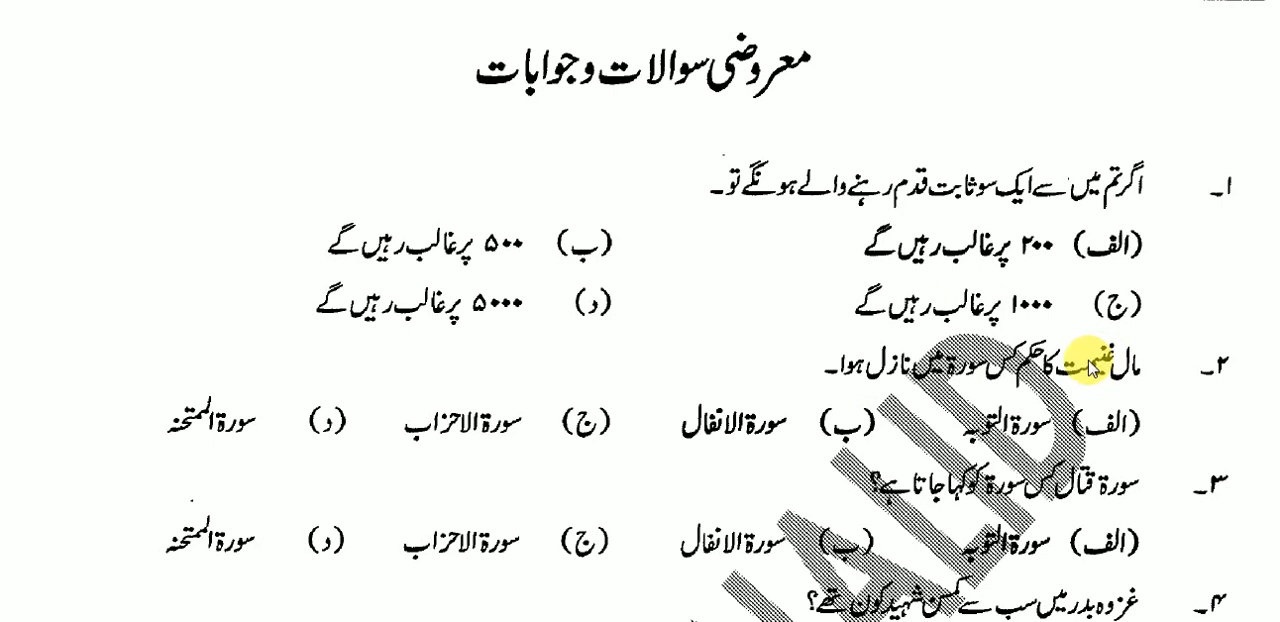 معروضی سوالات و جوابات
۱۔ اگر تم میں سے ایک سو ثابت قدم رہنے والے ہونگے تو۔
(الف) ۲۰۰ پر غالب رہیں گے (ب) ۵۰۰ پر غالب رہیں گے
(ج) ۱۰۰۰ پر غالب رہیں گے (د) ۵۰۰۰ پر غالب رہیں گے
۲۔ مال غنیمت کا حکم کس سورۃ میں نازل ہوا۔
(الف) سورۃ التوبہ (ب) سورۃ الانفال (ج) سورۃ الاحزاب (د) سورۃ الممتحنہ
۳۔ سورۃ قتال کس سورۃ کو کہا جاتا ہے؟
(الف) سورۃ التوبہ (ب) سورۃ الانفال (ج) سورۃ الاحزاب (د) سورۃ الممتحنہ
۴۔ غزوہ بدر میں سب سے کمسن شہید کون تھے؟